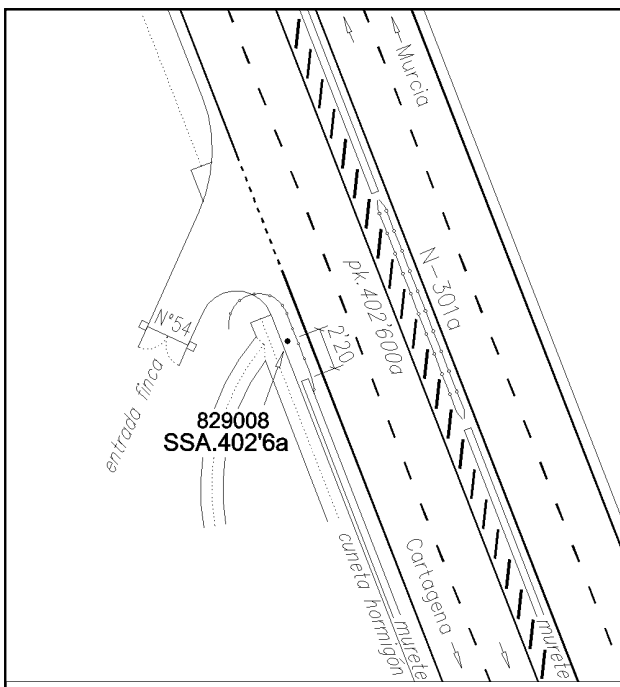 Murcia
N-301a
pk.402'600a
N°54
2'20
entrada finca
829008
SSA.402'6a
cuneta hormigón
murete
Cartagena
murete